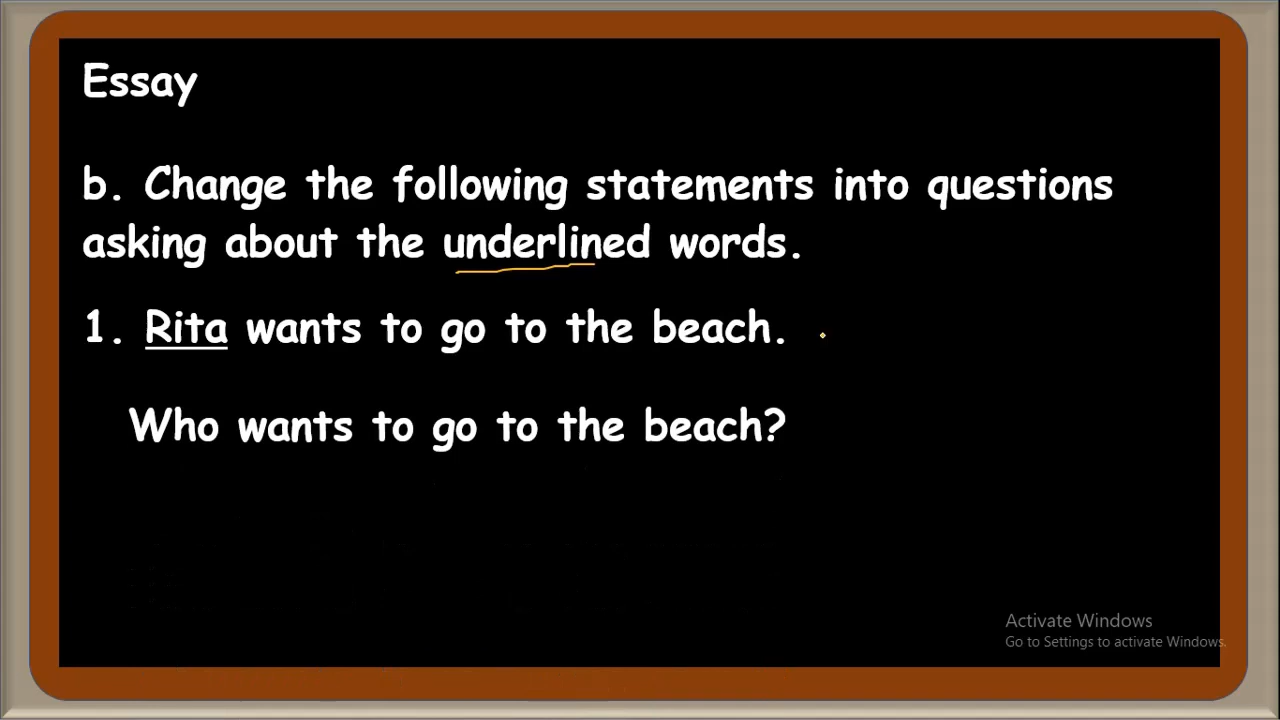 Essay
b. Change the following statements into questions
asking about the underlined words.
1. Rita wants to go to the beach.
Who wants to go to the beach?
Activate Windows
Go to Settings to activate Windows.